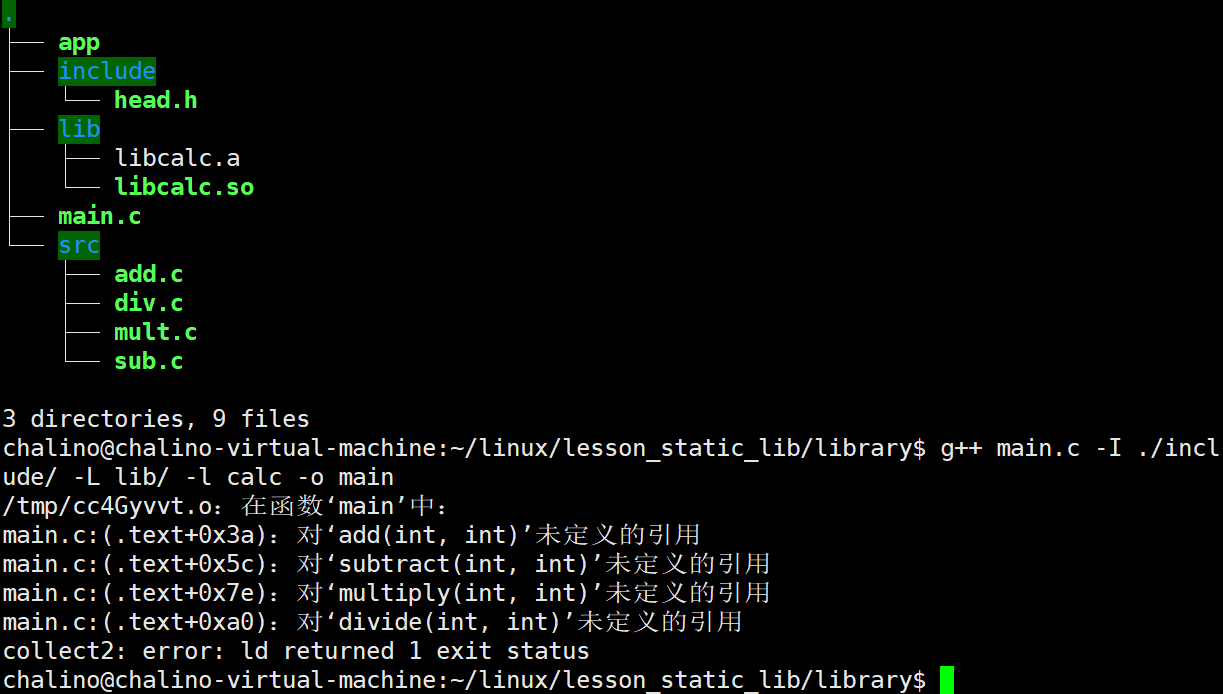 .
├── app
├── include
│   └── head.h
├── lib
│   ├── libcalc.a
│   └── libcalc.so
├── main.c
└── src
    ├── add.c
    ├── div.c
    ├── mult.c
    └── sub.c
3 directories, 9 files
chalino@chalino-virtual-machine:~/linux/lesson_static_lib/library$ g++ main.c -I ./incl
ude/ -L lib/ -l calc -o main
/tmp/cc4Gyvvt.o：在函数‘main’中：
main.c:(.text+0x3a)：对‘add(int, int)’未定义的引用
main.c:(.text+0x5c)：对‘subtract(int, int)’未定义的引用
main.c:(.text+0x7e)：对‘multiply(int, int)’未定义的引用
main.c:(.text+0xa0)：对‘divide(int, int)’未定义的引用
collect2: error: ld returned 1 exit status
chalino@chalino-virtual-machine:~/linux/lesson_static_lib/library$